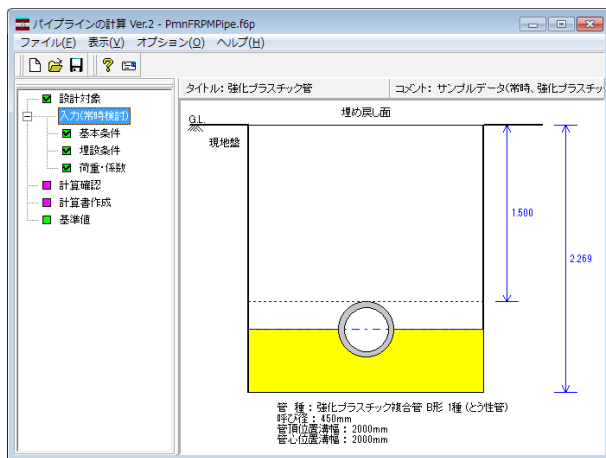 パイプラインの計算 Ver.2 - PmnFRPMPipe.f6p
ファイル(F) 表示(V) オプション(O) ヘルプ(H)
タイトル: 強化プラスチック管
コメント: サンプルデータ(常時、強化プラスチッ
設計対象
入力(常時検討)
基本条件
埋設条件
荷重・係数
計算確認
計算書作成
基準値
埋め戻し面
G.L.
現地盤
1.500
2.269
管 種 : 強化プラスチック複合管 B形 1種 (とう性管)
呼び径 : 450mm
管頂位置溝幅 : 2000mm
管心位置溝幅 : 2000mm